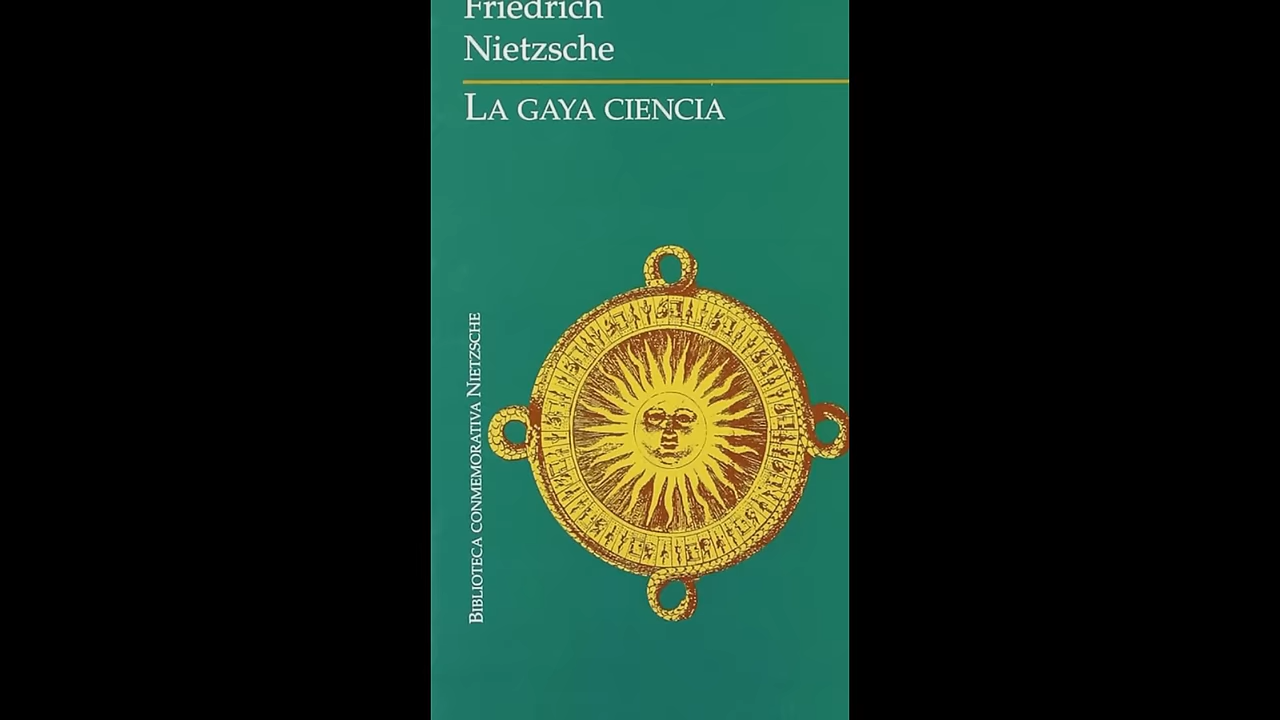 Friedrich
Nietzsche
LA GAYA CIENCIA
BIBLIOTECA CONMEMORATIVA NIETZSCHE